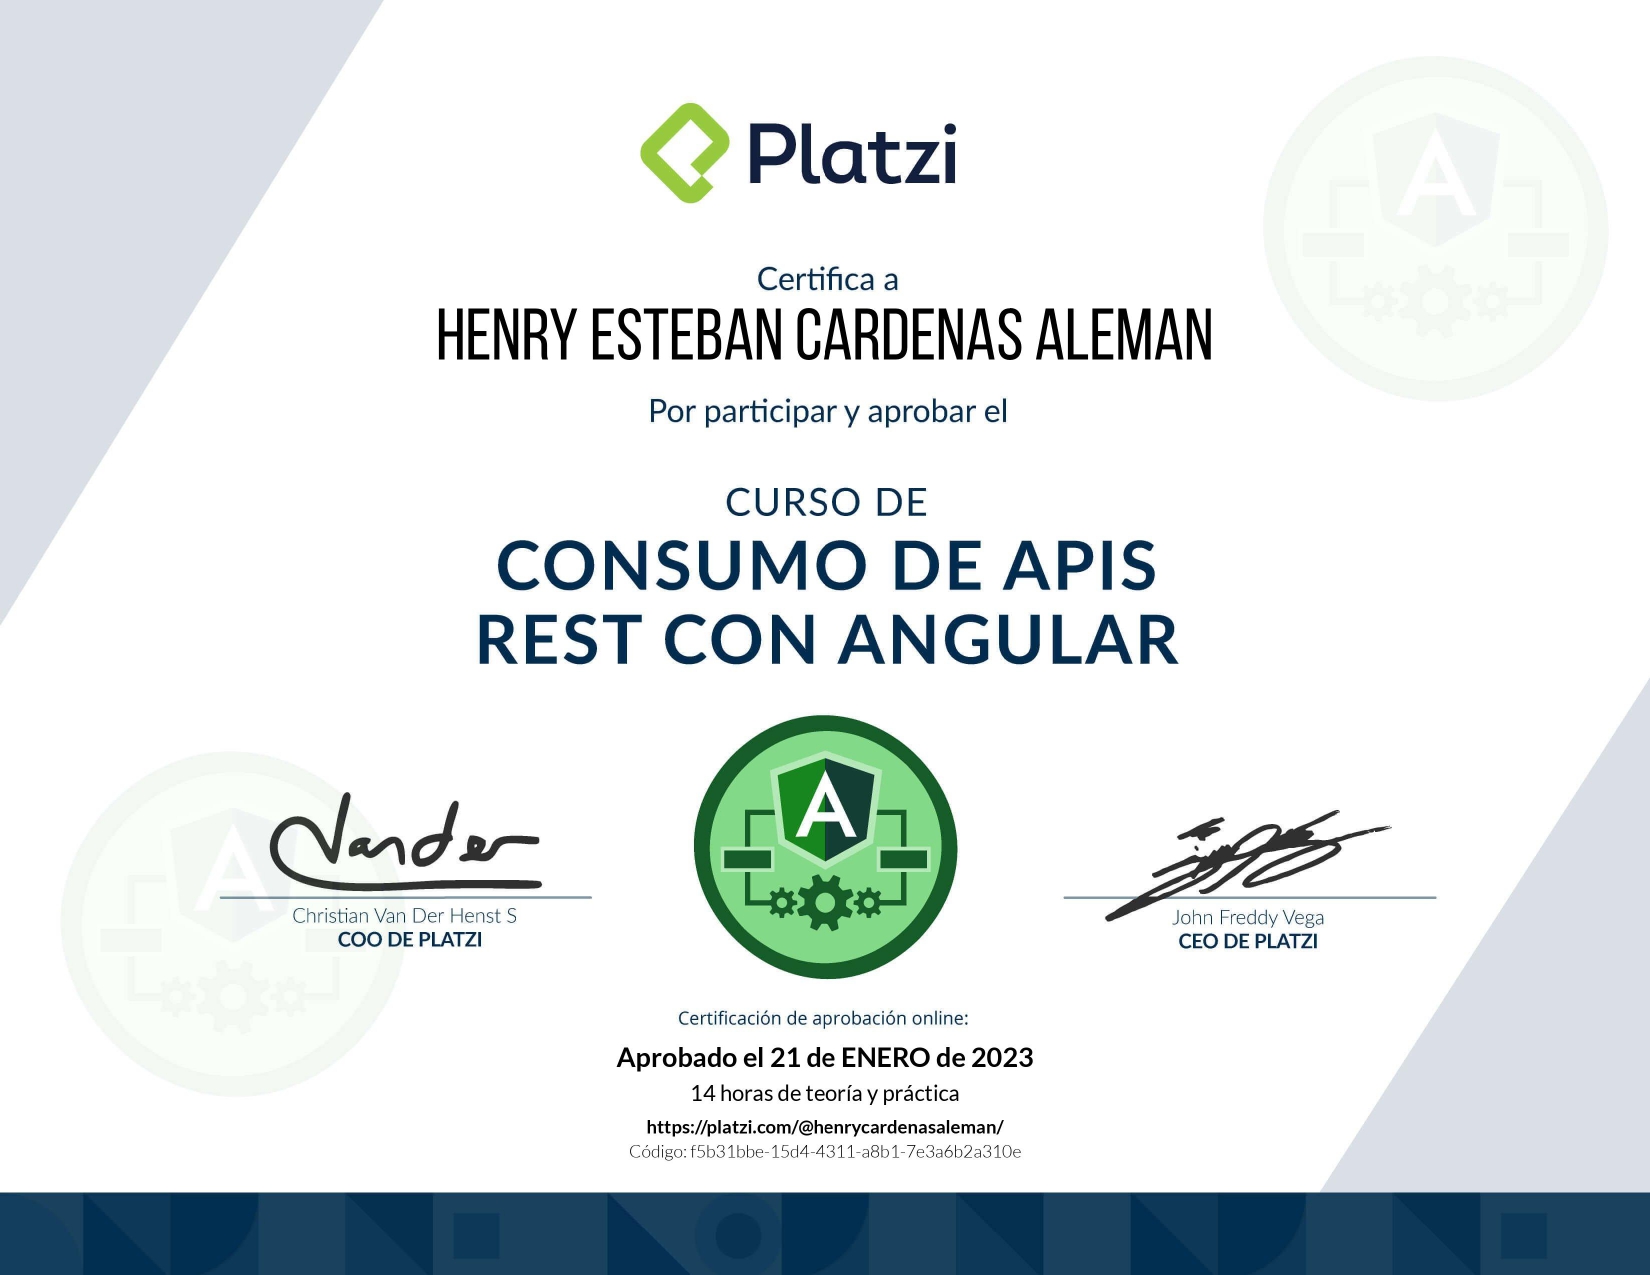 Platzi
Certifica a
HENRY ESTEBAN CARDENAS ALEMAN
Por participar y aprobar el
CURSO DE
CONSUMO DE APIS
REST CON ANGULAR
A
A
A
Vander
Christian Van Der Henst S
COO DE PLATZI
John Freddy Vega
CEO DE PLATZI
Certificación de aprobación online:
Aprobado el 21 de ENERO de 2023
14 horas de teoría y práctica
https://platzi.com/@henrycardenasaleman/
Código: f5b31bbe-15d4-4311-a8b1-7e3a6b2a310e